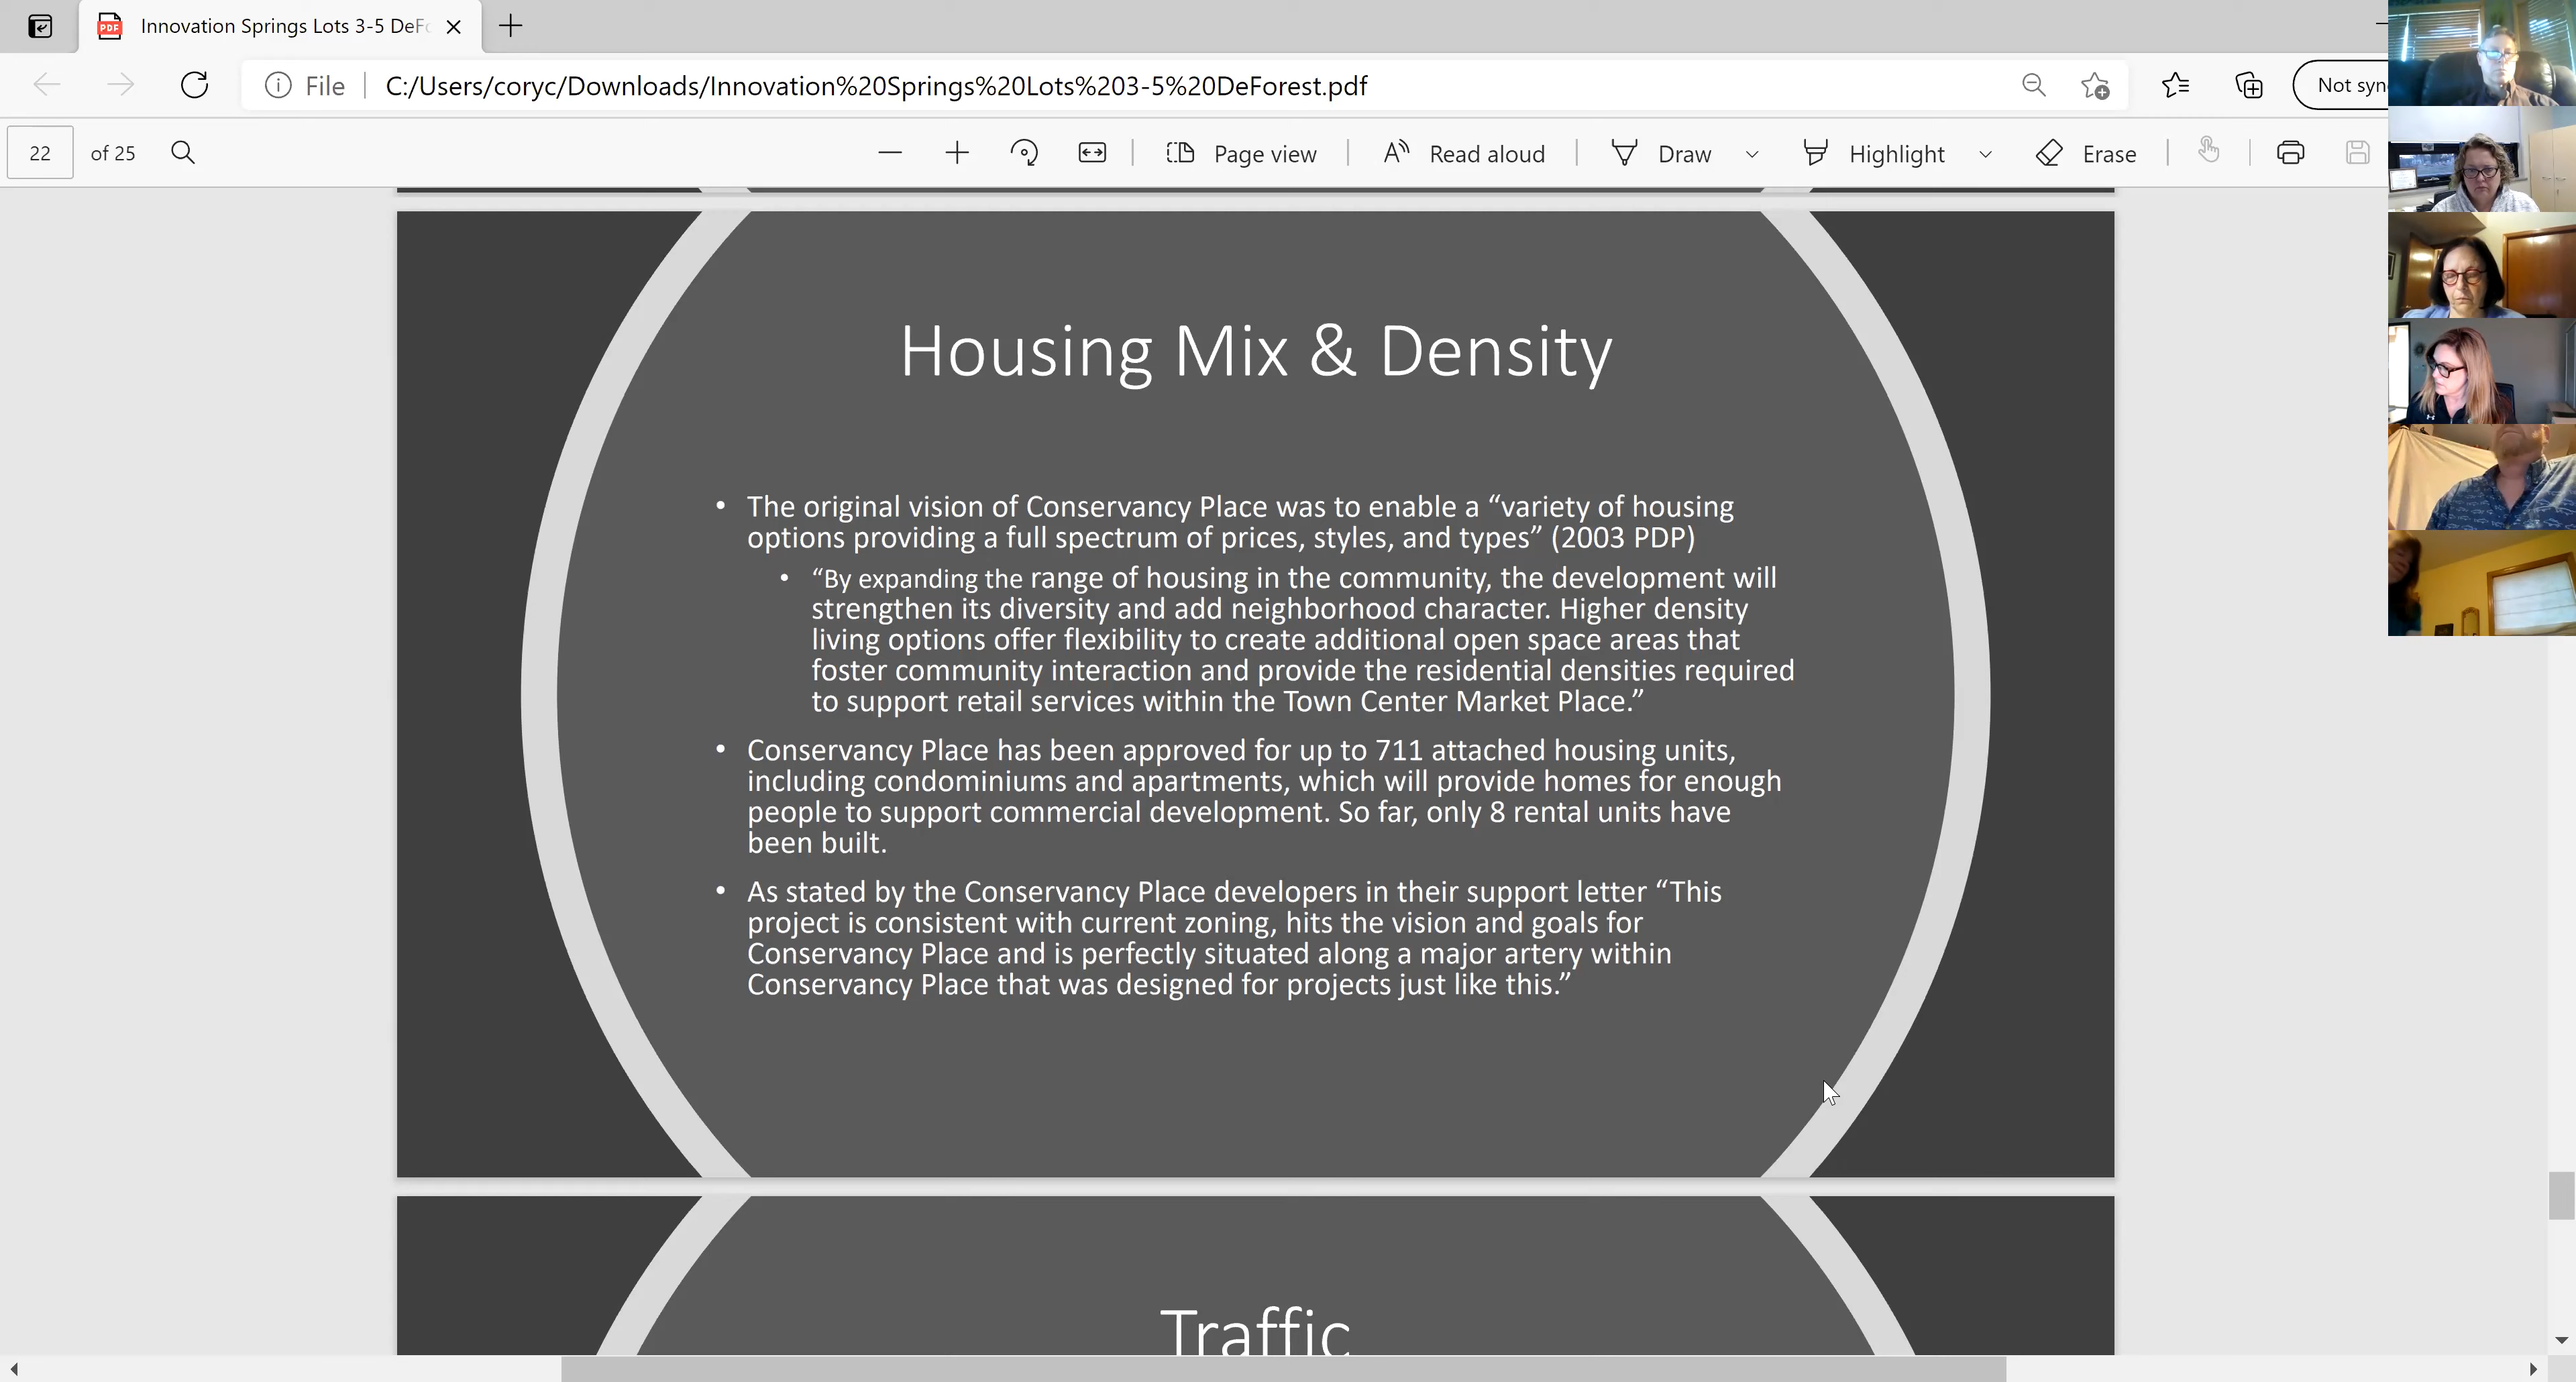 Innovation Springs Lots 3-5 DeFo
File
C:/Users/coryc/Downloads/Innovation%20Springs%20Lots%203-5%20DeForest.pdf
Not syn
22 of 25
Page view
Read aloud
Draw
Highlight
Erase
Housing Mix & Density
• The original vision of Conservancy Place was to enable a “variety of housing
options providing a full spectrum of prices, styles, and types” (2003 PDP)
• “By expanding the range of housing in the community, the development will
strengthen its diversity and add neighborhood character. Higher density
living options offer flexibility to create additional open space areas that
foster community interaction and provide the residential densities required
to support retail services within the Town Center Market Place.”
• Conservancy Place has been approved for up to 711 attached housing units,
including condominiums and apartments, which will provide homes for enough
people to support commercial development. So far, only 8 rental units have
been built.
• As stated by the Conservancy Place developers in their support letter “This
project is consistent with current zoning, hits the vision and goals for
Conservancy Place and is perfectly situated along a major artery within
Conservancy Place that was designed for projects just like this.”
Traffic